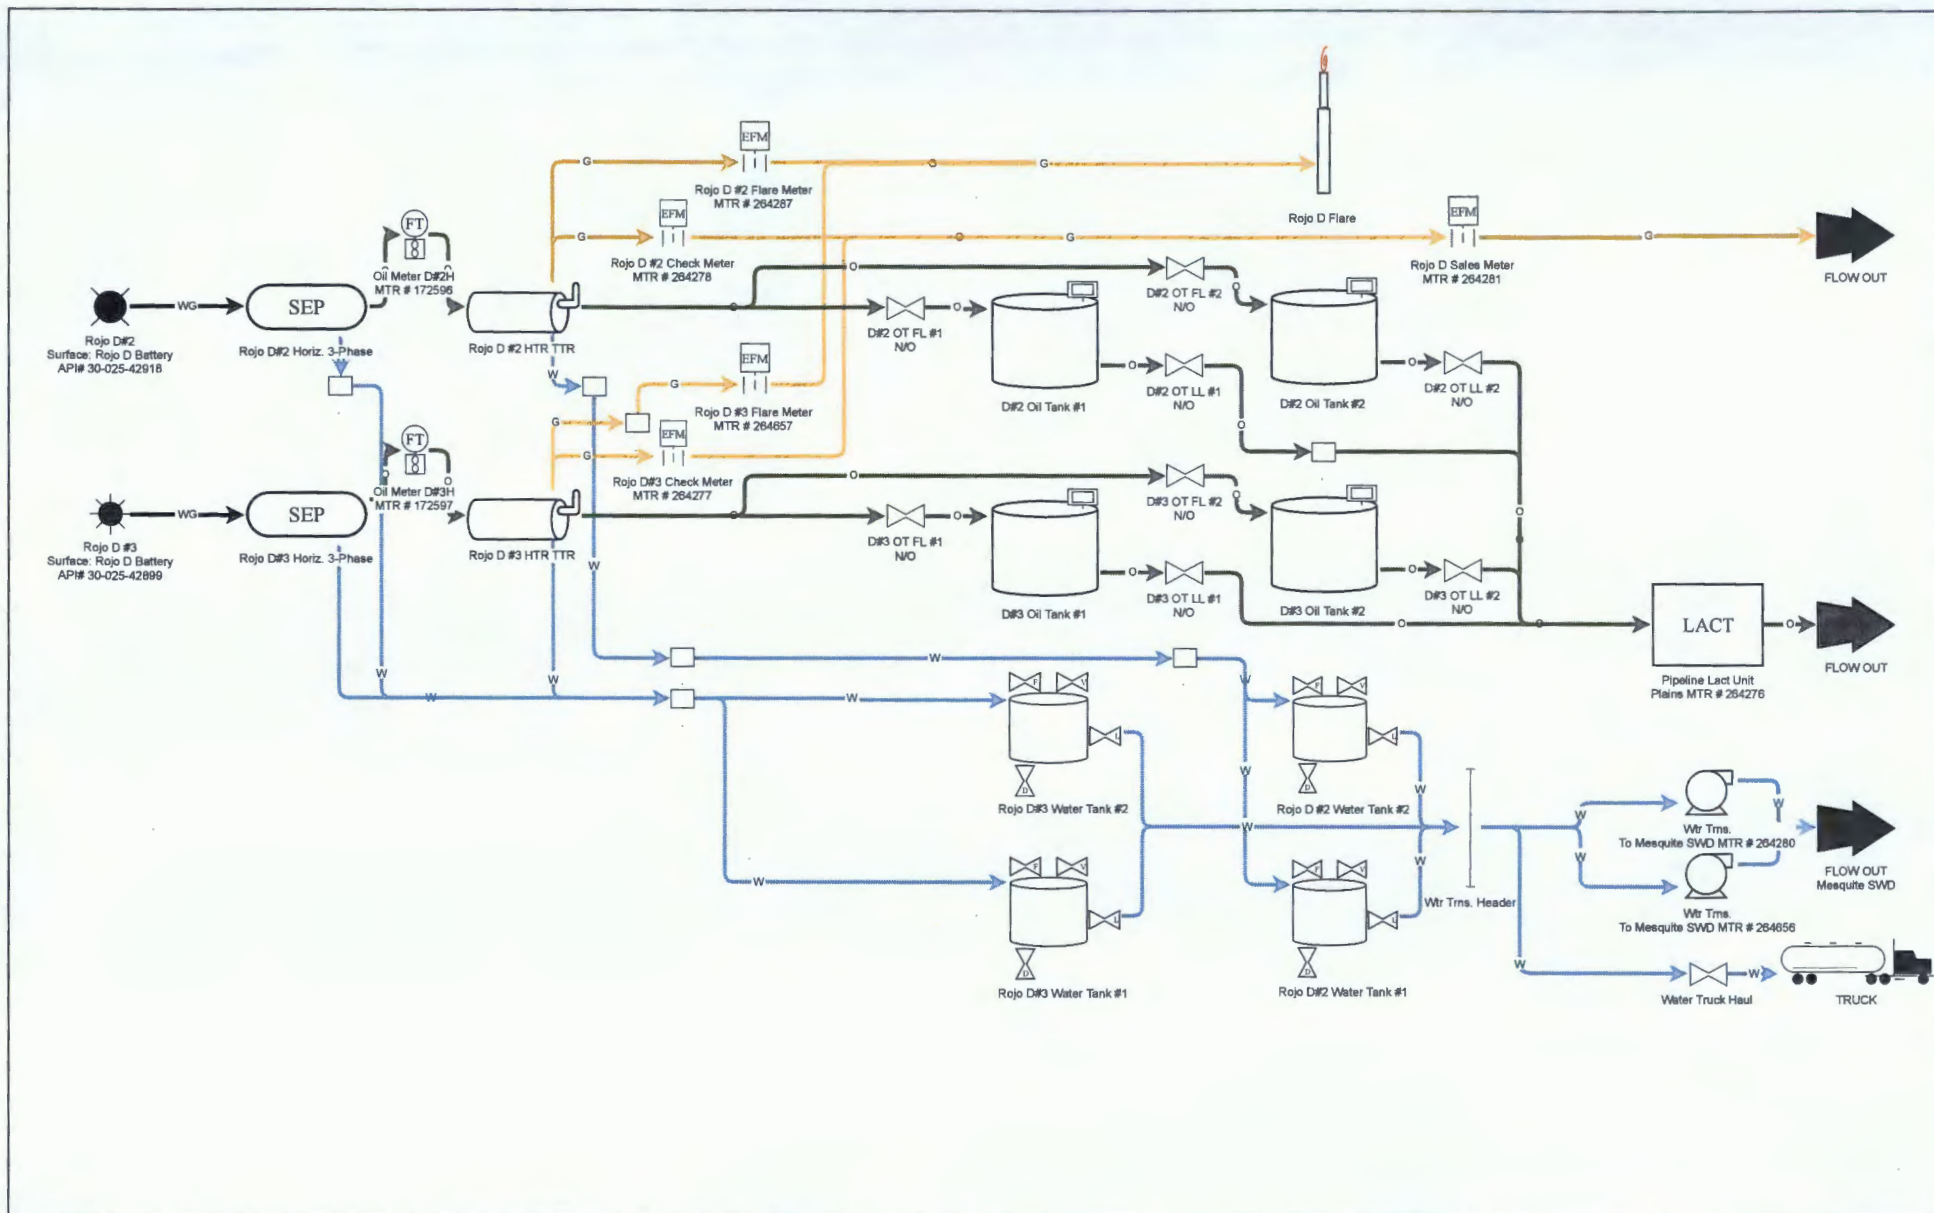 EFM
G
O
G
Rojo D #2 Flare Meter
MTR # 264287
Rojo D Flare
FT
8
EFM
G
O
G
EFM
G
Rojo D #2 Check Meter
MTR # 264278
Rojo D Sales Meter
MTR # 264281
FLOW OUT
Oil Meter D#2H
MTR # 172596
O
O
WG
SEP
O
O
D#2 OT FL #2
N/O
O
Rojo D#2
Surface: Rojo D Battery
API# 30-025-42918
Rojo D#2 Horiz. 3-Phase
Rojo D #2 HTR TTR
D#2 OT FL #1
N/O
W
EFM
G
O
O
D#2 OT LL #1
N/O
D#2 OT LL #2
N/O
D#2 Oil Tank #1
D#2 Oil Tank #2
Rojo D #3 Flare Meter
MTR # 264657
G
FT
8
EFM
G
O
Oil Meter D#3H
MTR # 172597
O
O
Rojo D#3 Check Meter
MTR # 264277
O
D#3 OT FL #2
N/O
O
O
WG
SEP
O
O
D#3 OT FL #1
N/O
Rojo D #3
Surface: Rojo D Battery
API# 30-025-42899
Rojo D#3 Horiz. 3-Phase
Rojo D #3 HTR TTR
W
O
O
D#3 OT LL #1
N/O
D#3 OT LL #2
N/O
D#3 Oil Tank #1
D#3 Oil Tank #2
O
O
LACT
O
FLOW OUT
Pipeline Lact Unit
Plains MTR # 264276
W
W
W
W
W
W
F V
F V
L
L
D
D
Rojo D#3 Water Tank #2
Rojo D #2 Water Tank #2
W
W
W
W
W
Wtr Trns.
To Mesquite SWD MTR # 264280
W
W
F V
F V
W
W
FLOW OUT
Mesquite SWD
L
L
Wtr Trns. Header
Wtr Trns.
To Mesquite SWD MTR # 264656
D
D
Rojo D#3 Water Tank #1
Rojo D#2 Water Tank #1
W
W
Water Truck Haul
TRUCK